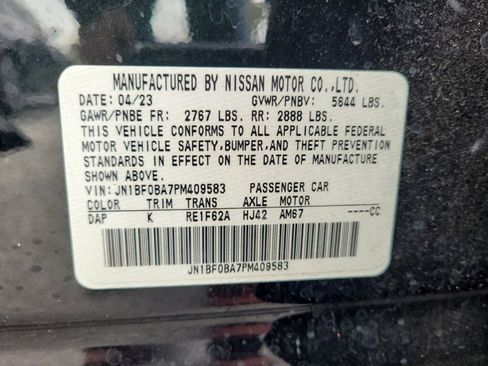 MANUFACTURED BY NISSAN MOTOR CO.,LTD.
DATE: 04/23 GVWR/PNBV: 5644 LBS.
GAWR/PNBE FR: 2767 LBS. RR: 2888 LBS.
THIS VEHICLE CONFORMS TO ALL APPLICABLE FEDERAL
MOTOR VEHICLE SAFETY,BUMPER,AND THEFT PREVENTION
STANDARDS IN EFFECT ON THE DATE OF MANUFACTURE
SHOWN ABOVE.
VIN: JN1BF0BA7PM409583 PASSENGER CAR
COLOR TRIM TRANS AXLE MOTOR
DAP K RE1F62A HJ42 AM67 ----CC
JN1BF0BA7PM409583